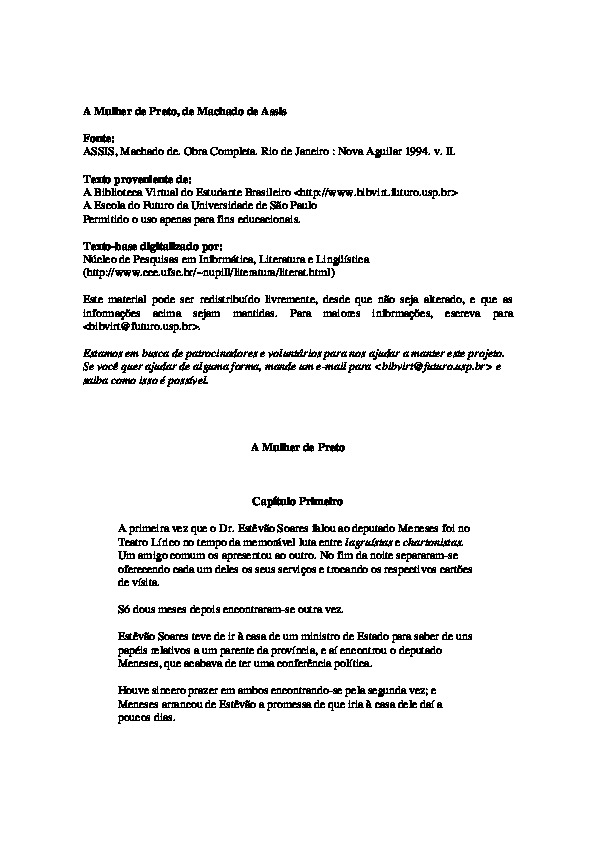 A Mulher de Preto, de Machado de Assis
Fonte:
ASSIS, Machado de. Obra Completa. Rio de Janeiro : Nova Aguilar 1994. v. II.
Texto proveniente de:
A Biblioteca Virtual do Estudante Brasileiro <http://www.bibvirt.futuro.usp.br>
A Escola do Futuro da Universidade de São Paulo
Permitido o uso apenas para fins educacionais.
Texto-base digitalizado por:
Núcleo de Pesquisas em Informática, Literatura e Lingüística
(http://www.cce.ufsc.br/~nupill/literatura/literat.html)
Este material pode ser redistribuído livremente, desde que não seja alterado, e que as
informações acima sejam mantidas. Para maiores informações, escreva para
<bibvirt@futuro.usp.br>.
Estamos em busca de patrocinadores e voluntários para nos ajudar a manter este projeto.
Se você quer ajudar de alguma forma, mande um e-mail para <bibvirt@futuro.usp.br> e
saiba como isso é possível.
A Mulher de Preto
Capítulo Primeiro
A primeira vez que o Dr. Estêvão Soares falou ao deputado Meneses foi no
Teatro Lírico no tempo da memorável luta entre lagruístas e chartonistas.
Um amigo comum os apresentou ao outro. No fim da noite separaram-se
oferecendo cada um deles os seus serviços e trocando os respectivos cartões
de visita.
Só dous meses depois encontraram-se outra vez.
Estêvão Soares teve de ir à casa de um ministro de Estado para saber de uns
papéis relativos a um parente da província, e aí encontrou o deputado
Meneses, que acabava de ter uma conferência política.
Houve sincero prazer em ambos encontrando-se pela segunda vez; e
Meneses arrancou de Estêvão a promessa de que iria à casa dele daí a
poucos dias.